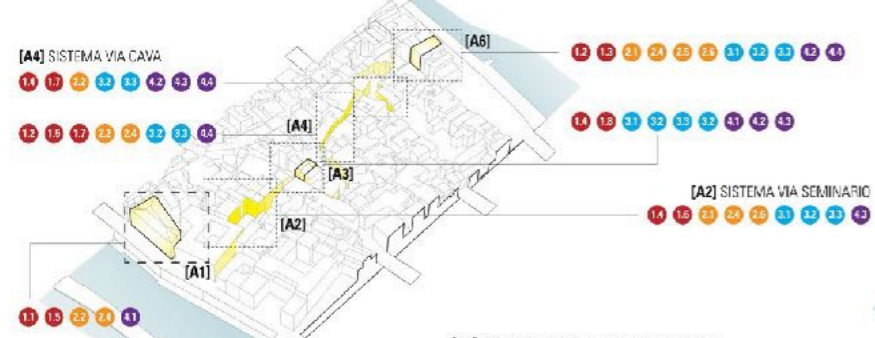 [A6]
[A4] SISTEMA VIA CAVA
1.2 1.3 2.1 2.4 2.5 2.6 3.1 3.2 3.3 4.2 4.4
1.4 1.7 2.2 3.2 3.3 4.2 4.3 4.4
1.2 1.5 1.7 2.2 2.4 3.2 3.3 4.4
[A4]
1.4 1.6 3.1 3.2 3.3 3.2 4.1 4.2 4.3
[A3]
[A2] SISTEMA VIA SEMINARIO
1.4 1.6 2.1 2.4 2.6 3.1 3.2 3.3 4.3
[A2]
[A1]
1.1 1.5 2.2 2.4 4.1